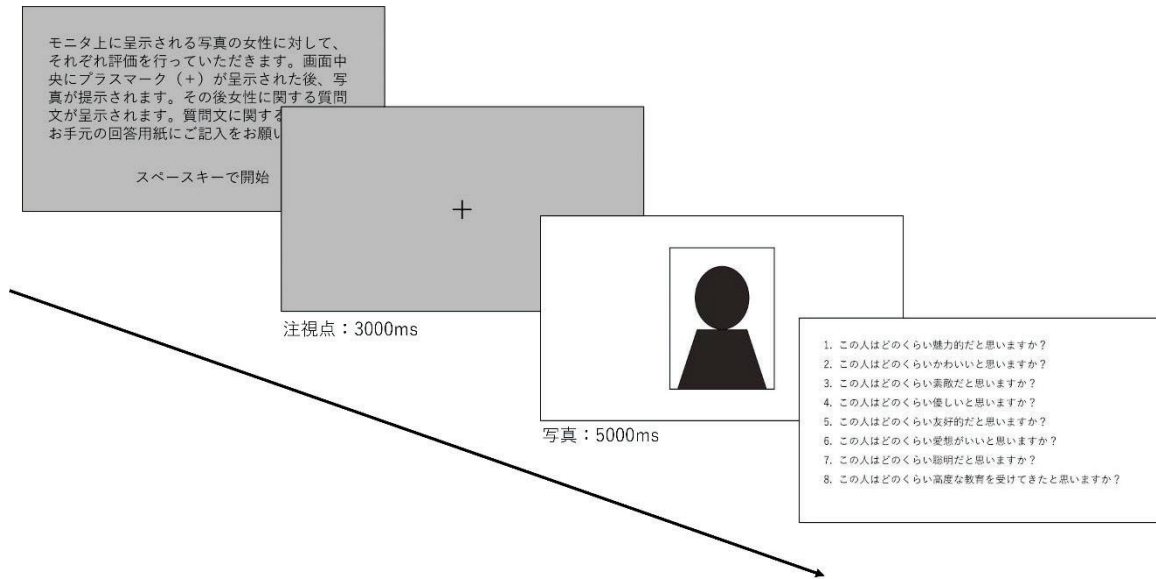 モニタ上に呈示される写真の女性に対して、
それぞれ評価を行っていただきます。画面中
央にプラスマーク（＋）が呈示された後、写
真が提示されます。その後女性に関する質問
文が呈示されます。質問文に関す
お手元の回答用紙にご記入をお願い
スペースキーで開始
+
注視点：3000ms
写真：5000ms
1. この人はどのくらい魅力的だと思いますか？
2. この人はどのくらいかわいいと思いますか？
3. この人はどのくらい素敵だと思いますか？
4. この人はどのくらい優しいと思いますか？
5. この人はどのくらい友好的だと思いますか？
6. この人はどのくらい愛想がいいと思いますか？
7. この人はどのくらい聡明だと思いますか？
8. この人はどのくらい高度な教育を受けてきたと思いますか？